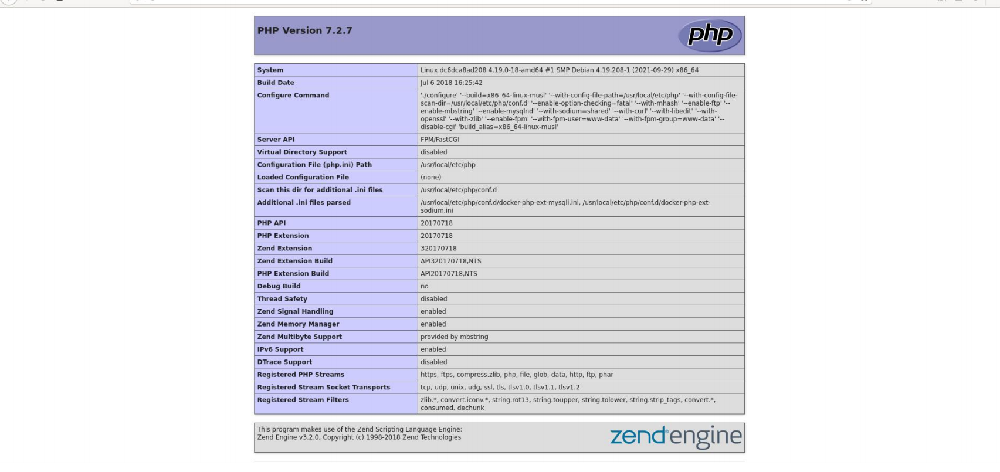 PHP Version 7.2.7
php
System Linux dc6dca8ad208 4.19.0-18-amd64 #1 SMP Debian 4.19.208-1 (2021-09-29) x86_64
Build Date Jul 6 2018 16:25:42
Configure Command './configure' '--build=x86_64-linux-musl' '--with-config-file-path=/usr/local/etc/php' '--with-config-file-
scan-dir=/usr/local/etc/php/conf.d' '--enable-option-checking=fatal' '--with-mhash' '--enable-ftp' '--
enable-mbstring' '--enable-mysqlnd' '--with-sodium=shared' '--with-curl' '--with-libedit' '--with-
openssl' '--with-zlib' '--enable-fpm' '--with-fpm-user=www-data' '--with-fpm-group=www-data' '--
disable-cgi' 'build_alias=x86_64-linux-musl'
Server API FPM/FastCGI
Virtual Directory Support disabled
Configuration File (php.ini) Path /usr/local/etc/php
Loaded Configuration File (none)
Scan this dir for additional .ini files /usr/local/etc/php/conf.d
Additional .ini files parsed /usr/local/etc/php/conf.d/docker-php-ext-mysqli.ini, /usr/local/etc/php/conf.d/docker-php-ext-
sodium.ini
PHP API 20170718
PHP Extension 20170718
Zend Extension 320170718
Zend Extension Build API320170718,NTS
PHP Extension Build API20170718,NTS
Debug Build no
Thread Safety disabled
Zend Signal Handling enabled
Zend Memory Manager enabled
Zend Multibyte Support provided by mbstring
IPv6 Support enabled
DTrace Support disabled
Registered PHP Streams https, ftps, compress.zlib, php, file, glob, data, http, ftp, phar
Registered Stream Socket Transports tcp, udp, unix, udg, ssl, tls, tlsv1.0, tlsv1.1, tlsv1.2
Registered Stream Filters zlib.*, convert.iconv.*, string.rot13, string.toupper, string.tolower, string.strip_tags, convert.*,
consumed, dechunk
This program makes use of the Zend Scripting Language Engine:
Zend Engine v3.2.0, Copyright (c) 1998-2018 Zend Technologies
zend engine